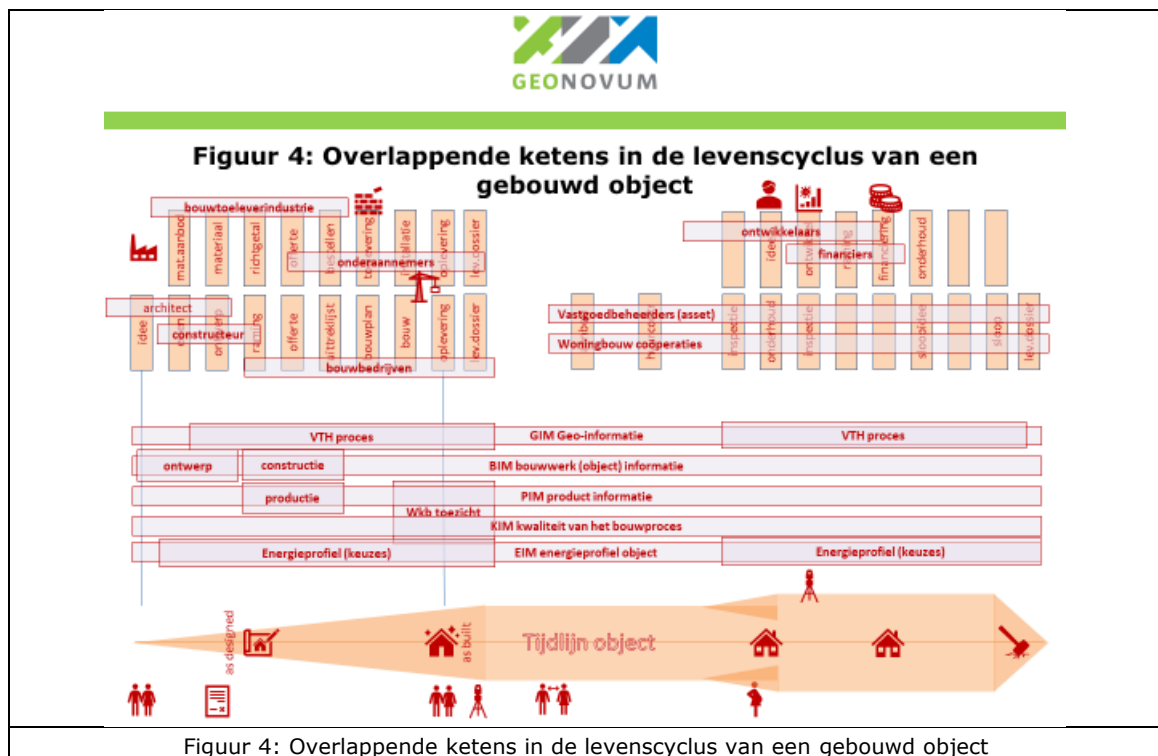 GEONOVUM
Figuur 4: Overlappende ketens in de levenscyclus van een
gebouwd object
bouwtoeleverindustrie
mat.aanbod
materiaal
richtgetal
offerte
bestellen
toelevering
installatie
oplevering
lev.dossier
onderaannemers
idee
ontwikkelaars
financiering
onderhoud
financiers
architect
constructeur
bouwbedrijven
idee
ontwerp
raming
offerte
uittreklijst
bouwplan
bouw
oplevering
lev.dossier
Vastgoedbeheerders (asset)
Woningbouw coöperaties
inspectie
onderhoud
inspectie
sloopidee
sloop
lev.dossier
VTH proces
GIM Geo-informatie
VTH proces
ontwerp
constructie
BIM bouwwerk (object) informatie
productie
PIM product informatie
Wkb toezicht
KIM kwaliteit van het bouwproces
Energieprofiel (keuzes)
EIM energieprofiel object
Energieprofiel (keuzes)
as designed
as built
Tijdlijn object
Figuur 4: Overlappende ketens in de levenscyclus van een gebouwd object